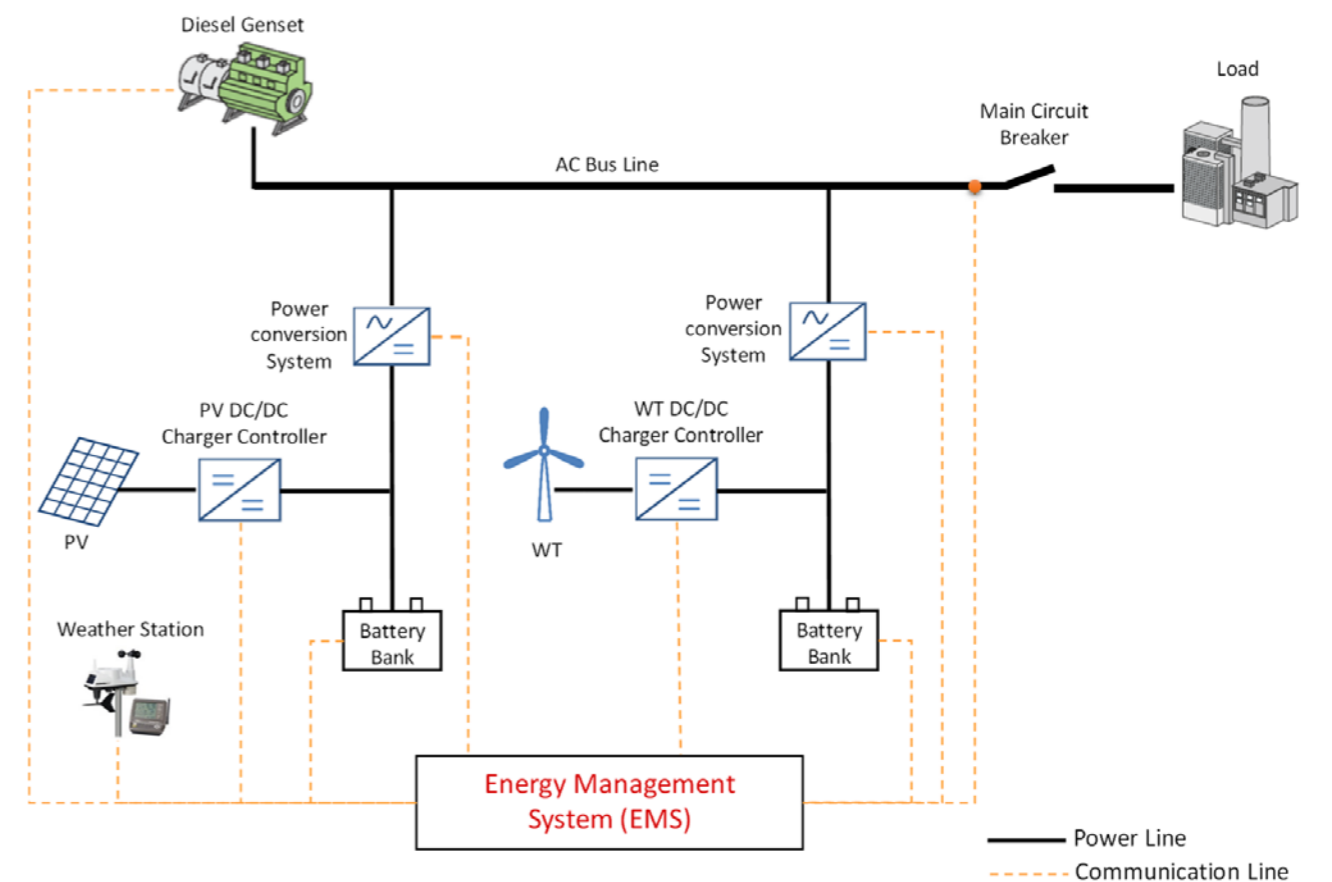 Diesel Genset
Load
Main Circuit
Breaker
AC Bus Line
Power
conversion
System
Power
conversion
System
PV DC/DC
Charger Controller
WT DC/DC
Charger Controller
PV
WT
Weather Station
Battery
Bank
Battery
Bank
Energy Management
System (EMS)
Power Line
Communication Line